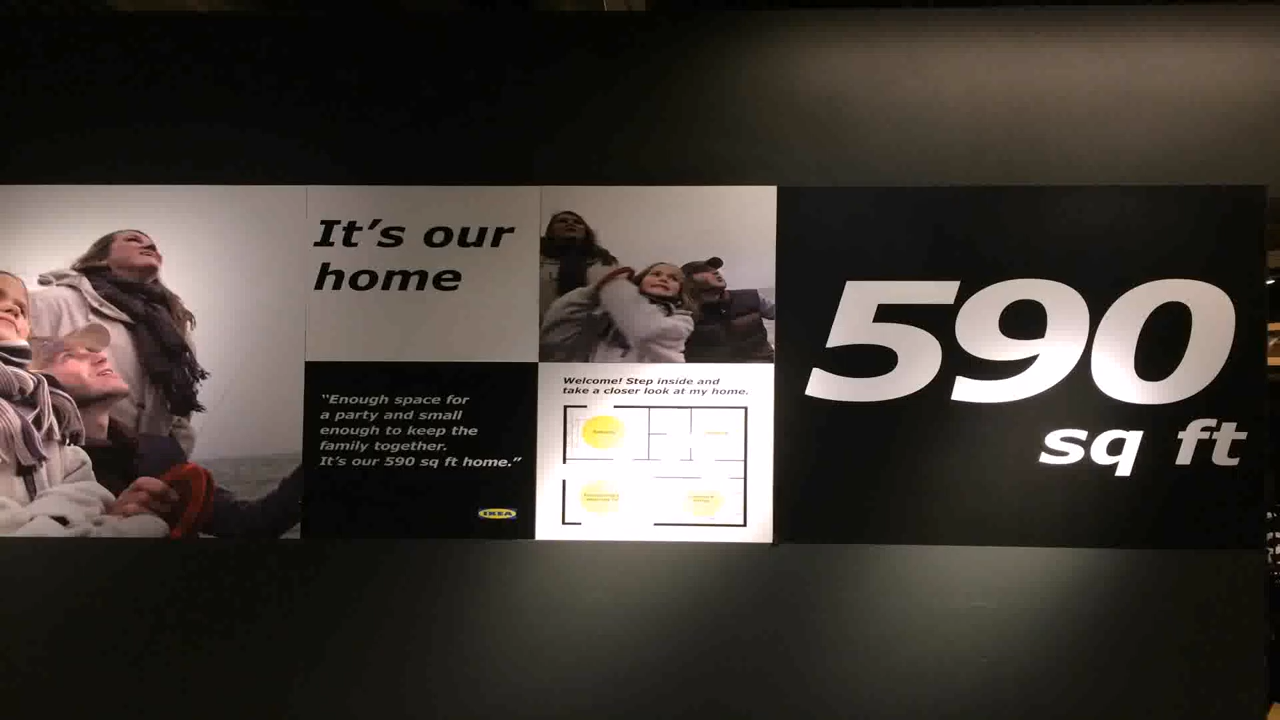 It's our
home
"Enough space for
a party and small
enough to keep the
family together.
It's our 590 sq ft home."
IKEA
Welcome! Step inside and
take a closer look at my home.
590
sq ft